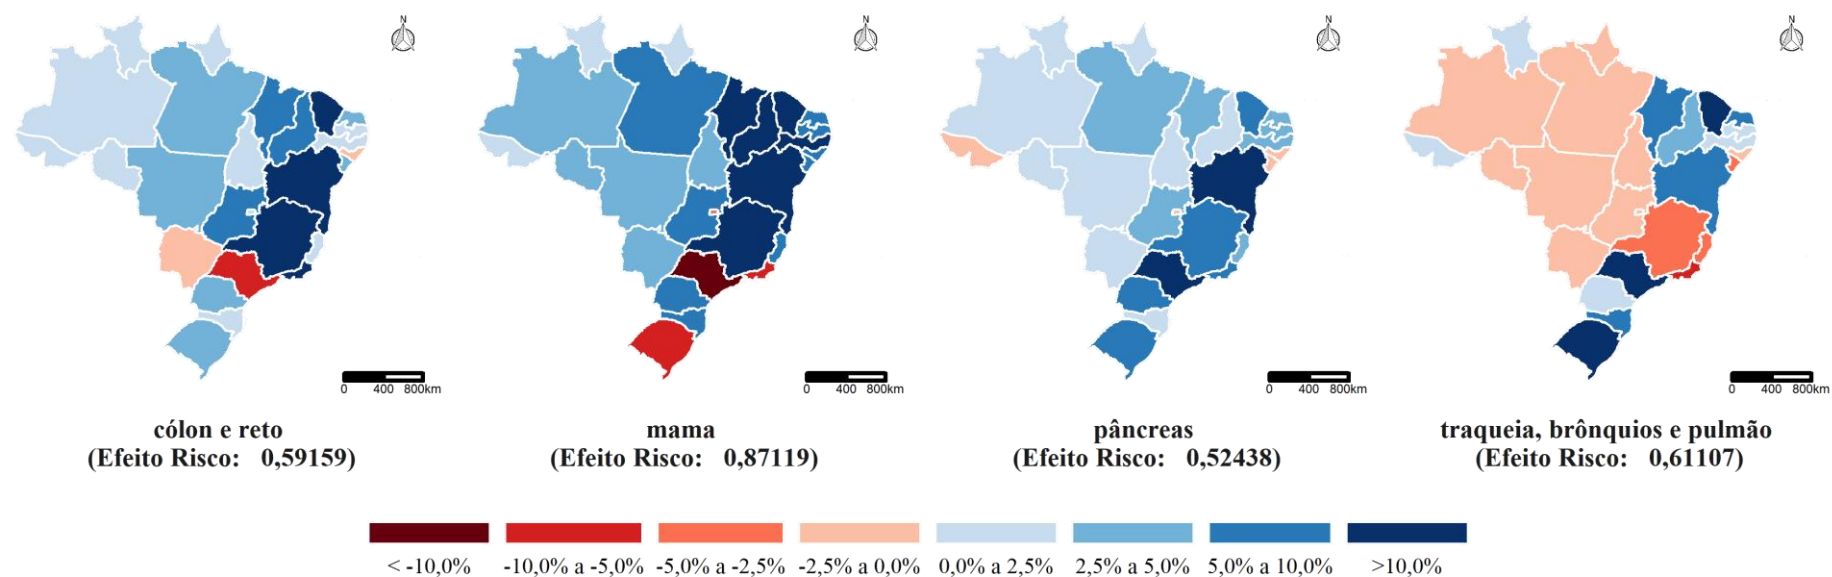 N N N N
0 400 800km 0 400 800km 0 400 800km 0 400 800km
cólon e reto mama pâncreas traqueia, brônquios e pulmão
(Efeito Risco: 0,59159) (Efeito Risco: 0,87119) (Efeito Risco: 0,52438) (Efeito Risco: 0,61107)
< -10,0% -10,0% a -5,0% -5,0% a -2,5% -2,5% a 0,0% 0,0% a 2,5% 2,5% a 5,0% 5,0% a 10,0% >10,0%